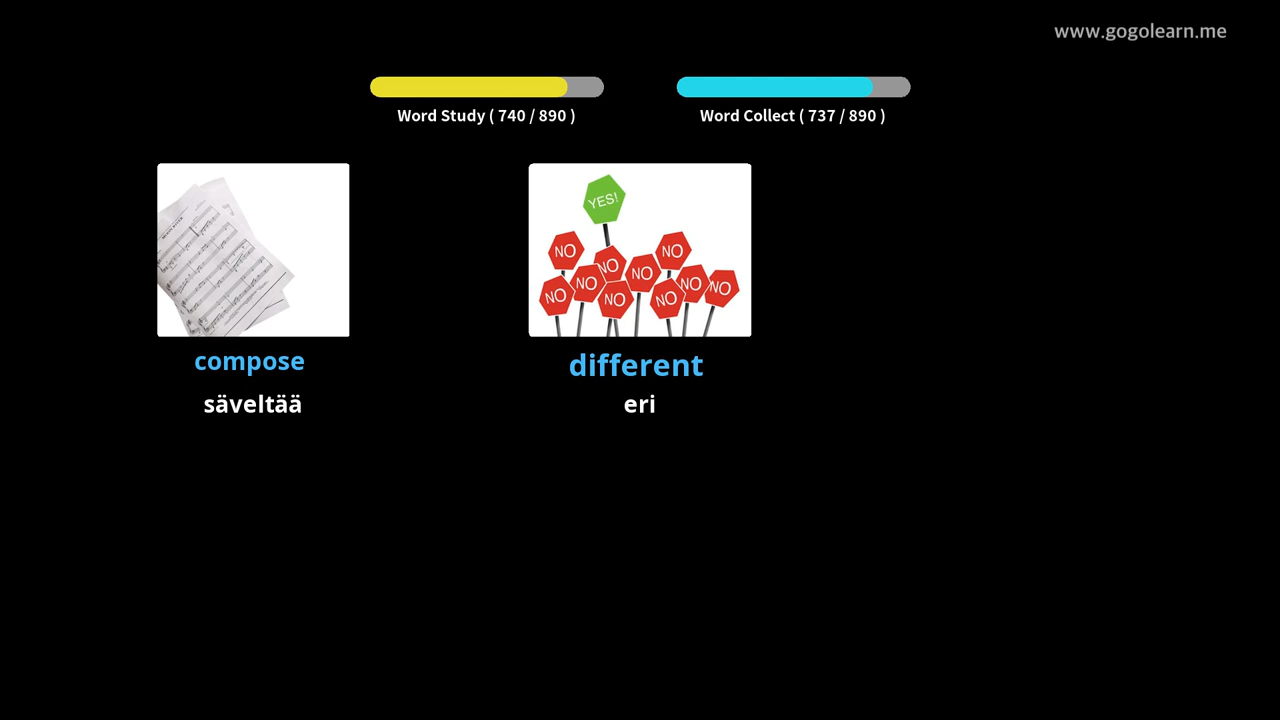 www.gogolearn.me
Word Study ( 740 / 890 )
Word Collect ( 737 / 890 )
YES!
NO
NO
NO
NO
NO
NO
NO
NO
NO
NO
compose
different
säveltää
eri